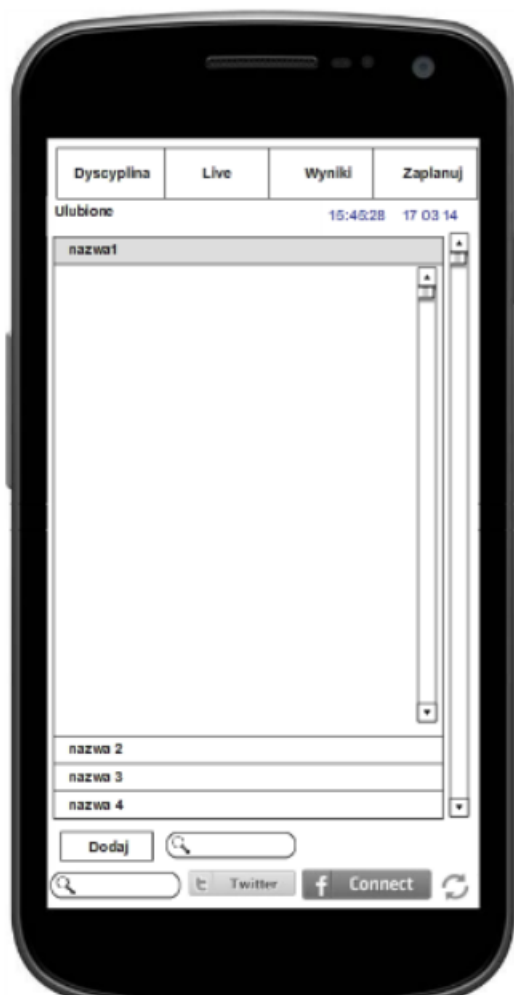 Dyscyplina Live Wyniki Zaplanuj
Ulubione 15:45:28 17 03 14
nazwa1
nazwa 2
nazwa 3
nazwa 4
Dodaj
Twitter f Connect